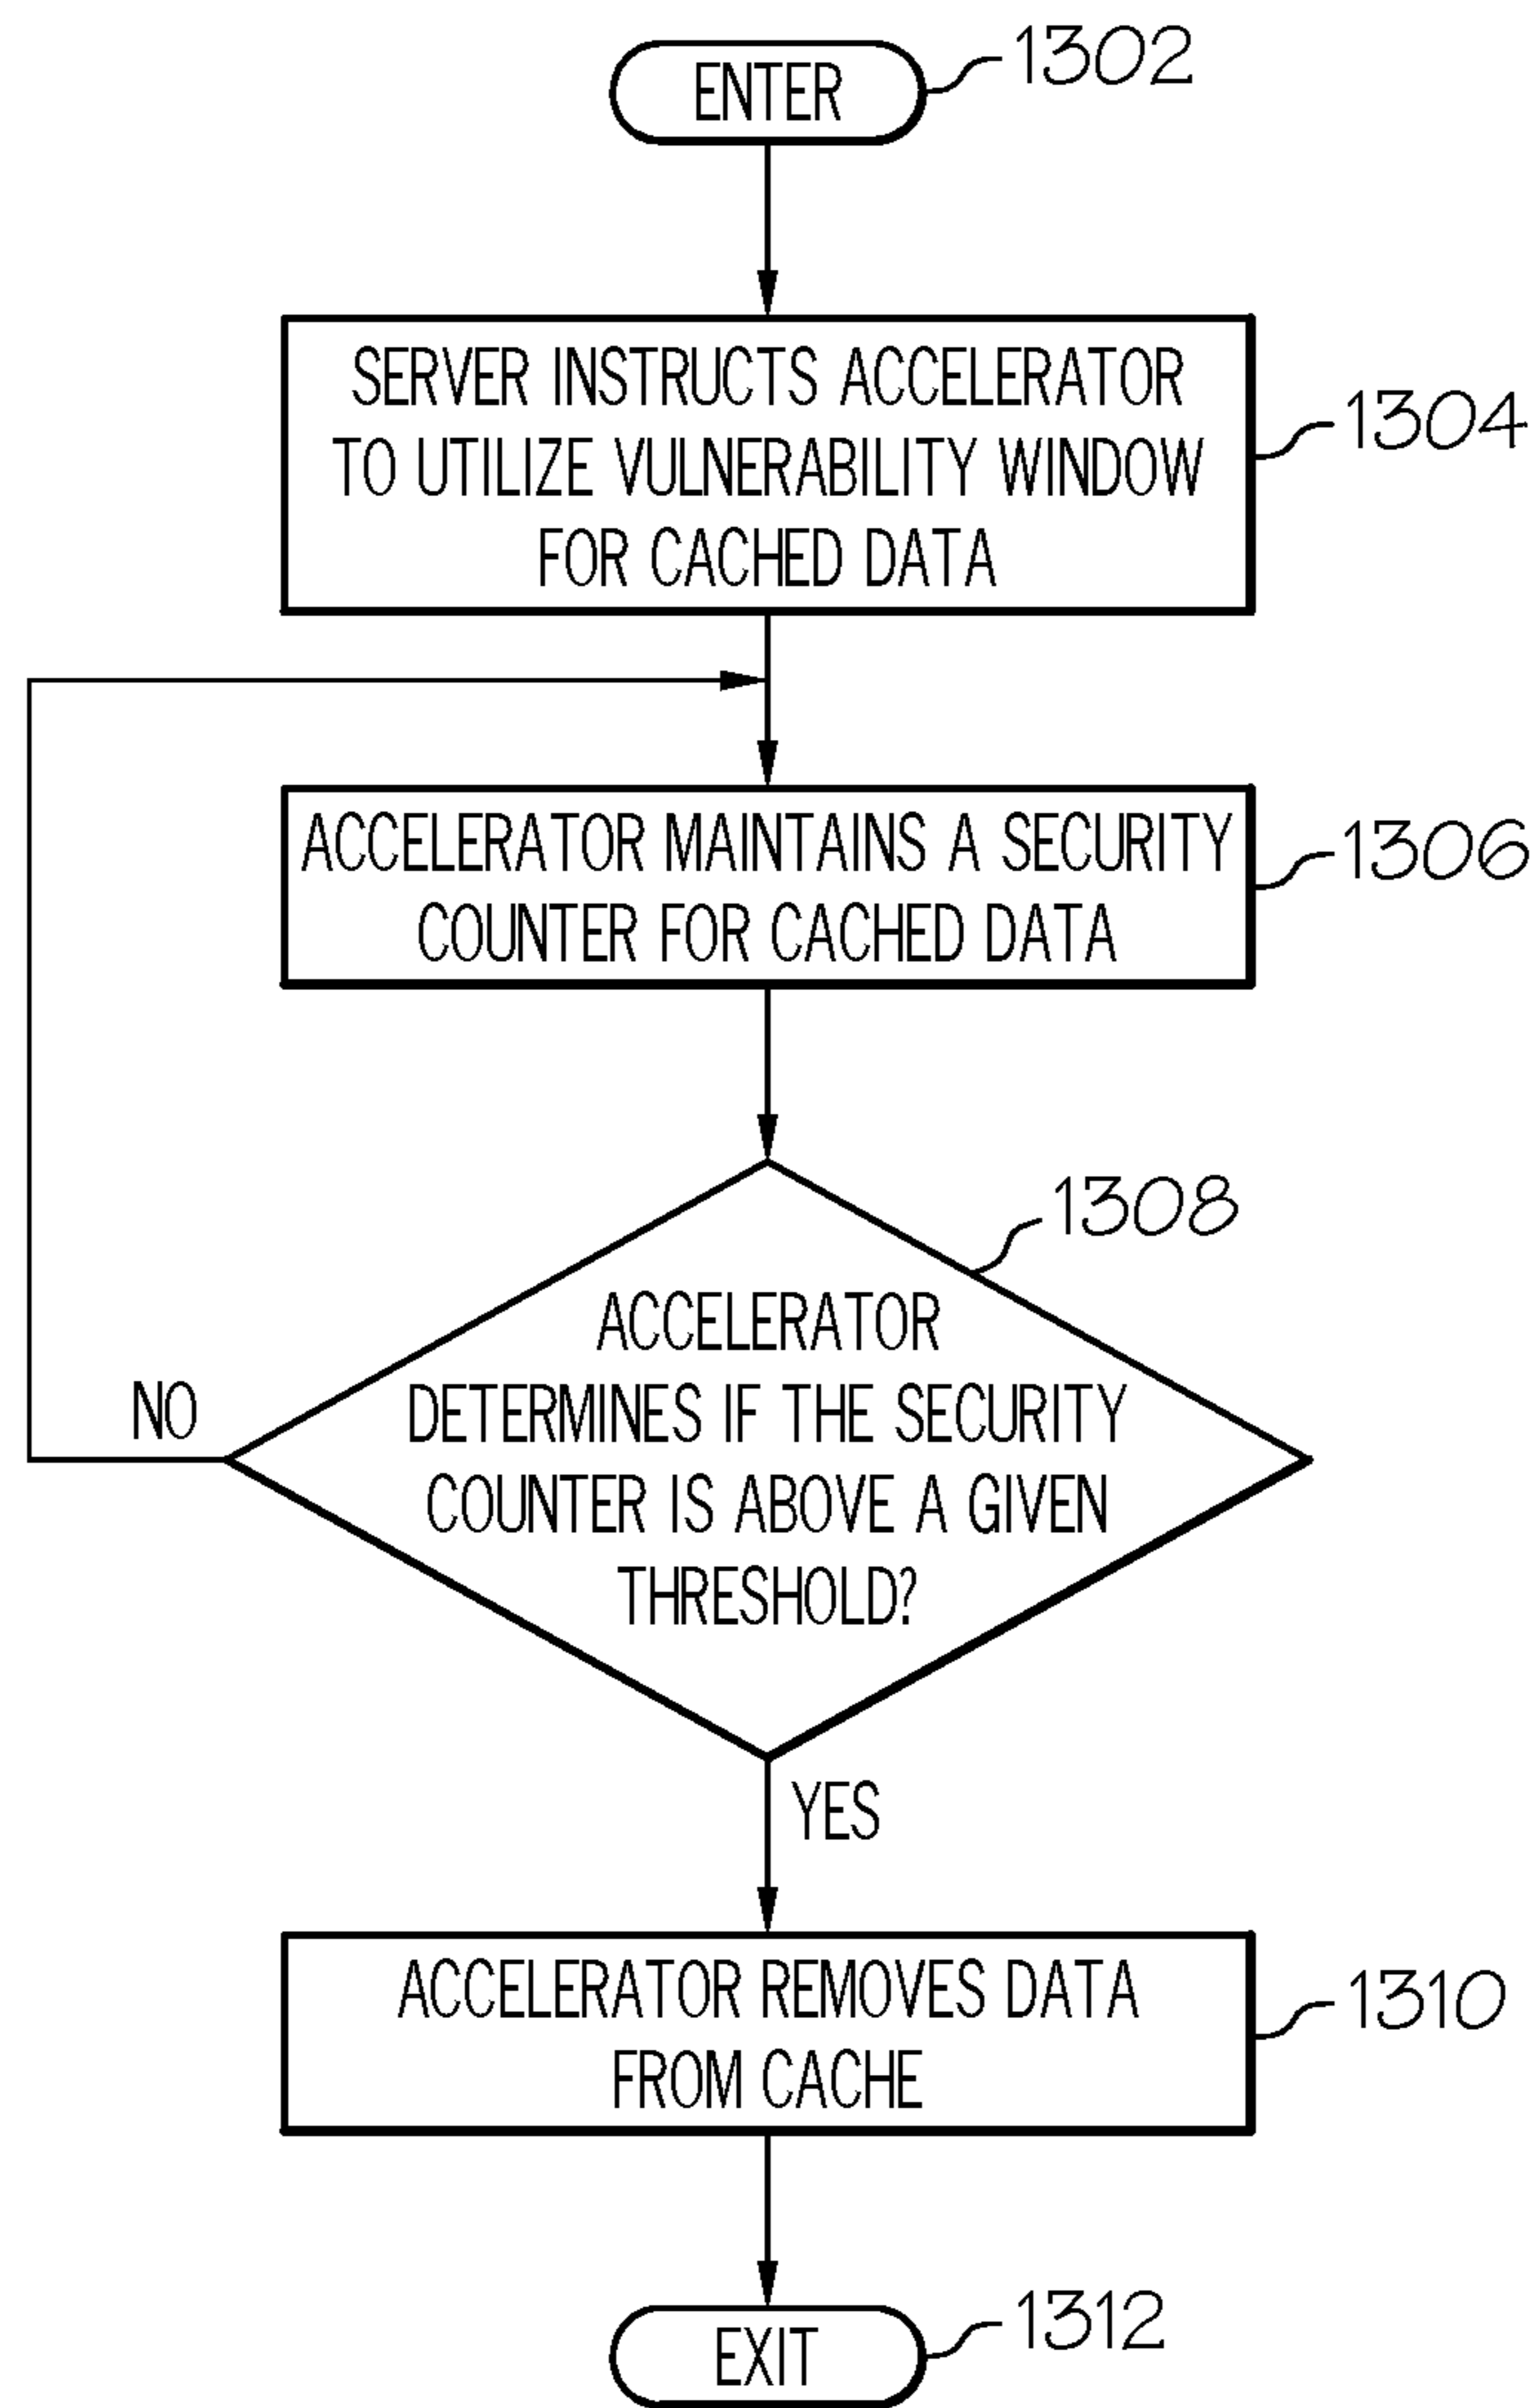 ENTER
1302
SERVER INSTRUCTS ACCELERATOR
TO UTILIZE VULNERABILITY WINDOW
FOR CACHED DATA
1304
ACCELERATOR MAINTAINS A SECURITY
COUNTER FOR CACHED DATA
1306
1308
ACCELERATOR
DETERMINES IF THE SECURITY
COUNTER IS ABOVE A GIVEN
THRESHOLD?
NO
YES
ACCELERATOR REMOVES DATA
FROM CACHE
1310
EXIT
1312